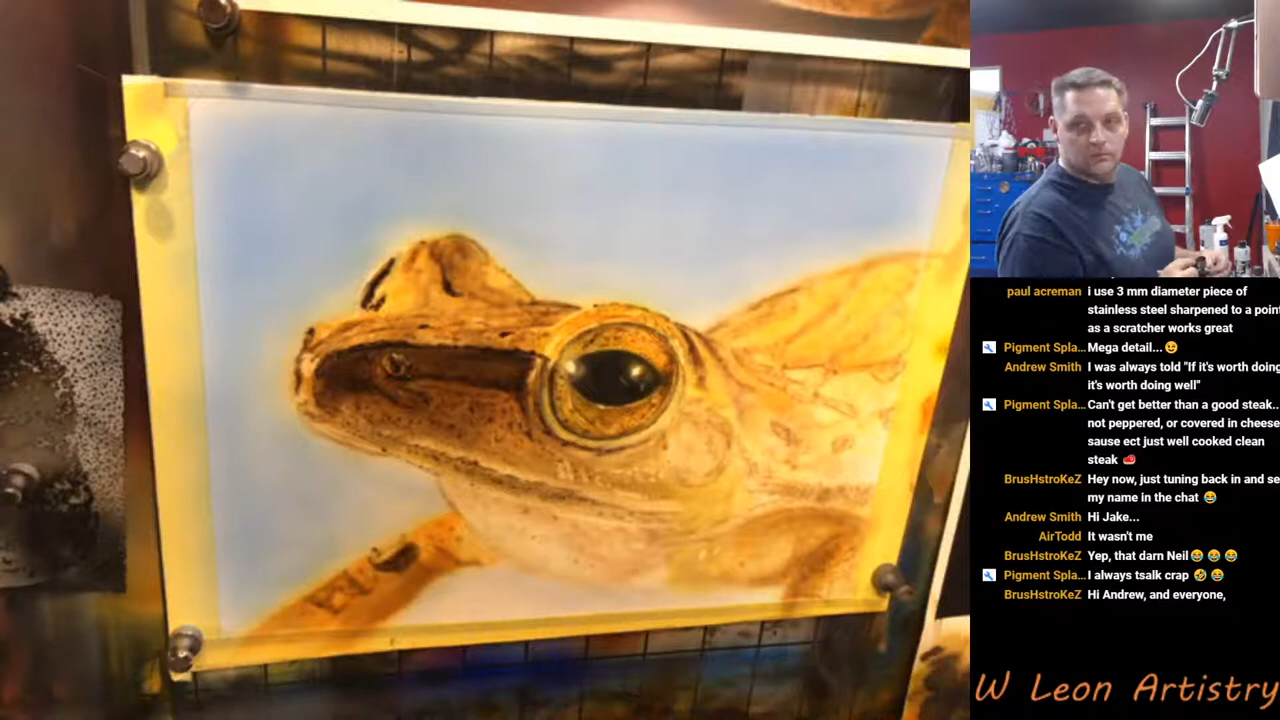 paul acreman i use 3 mm diameter piece of
stainless steel sharpened to a point
as a scratcher works great
Pigment Spla... Mega detail...😉
Andrew Smith I was always told "If it's worth doing
it's worth doing well"
Pigment Spla... Can't get better than a good steak..
not peppered, or covered in cheese
sause ect just well cooked clean
steak 🥩
BrusHstroKeZ Hey now, just tuning back in and se
my name in the chat 😂
Andrew Smith Hi Jake...
AirTodd It wasn't me
BrusHstroKeZ Yep, that darn Neil😂😂😂
Pigment Spla... I always tsalk crap 🤣😂
BrusHstroKeZ Hi Andrew, and everyone,
W Leon Artistry